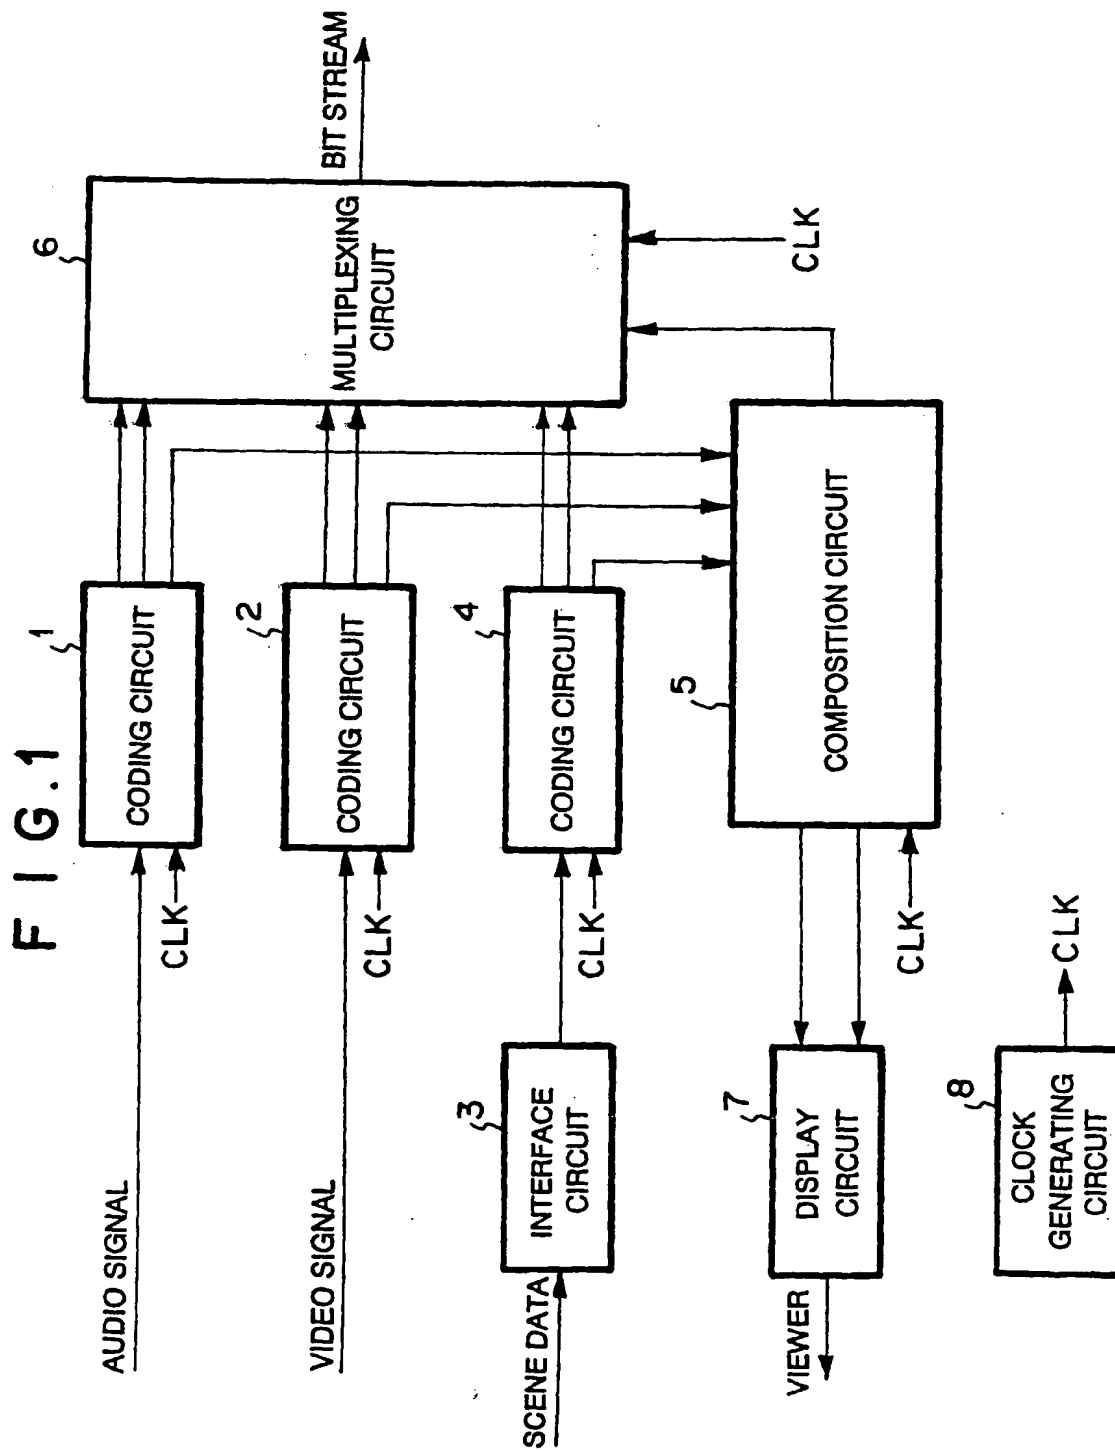 FIG.1
AUDIO SIGNAL
CLK
1
CODING CIRCUIT
6
MULTIPLEXING
CIRCUIT
BIT STREAM
CLK
VIDEO SIGNAL
CLK
2
CODING CIRCUIT
SCENE DATA
3
INTERFACE
CIRCUIT
CLK
4
CODING CIRCUIT
5
COMPOSITION CIRCUIT
CLK
VIEWER
7
DISPLAY
CIRCUIT
8
CLOCK
GENERATING
CIRCUIT
CLK